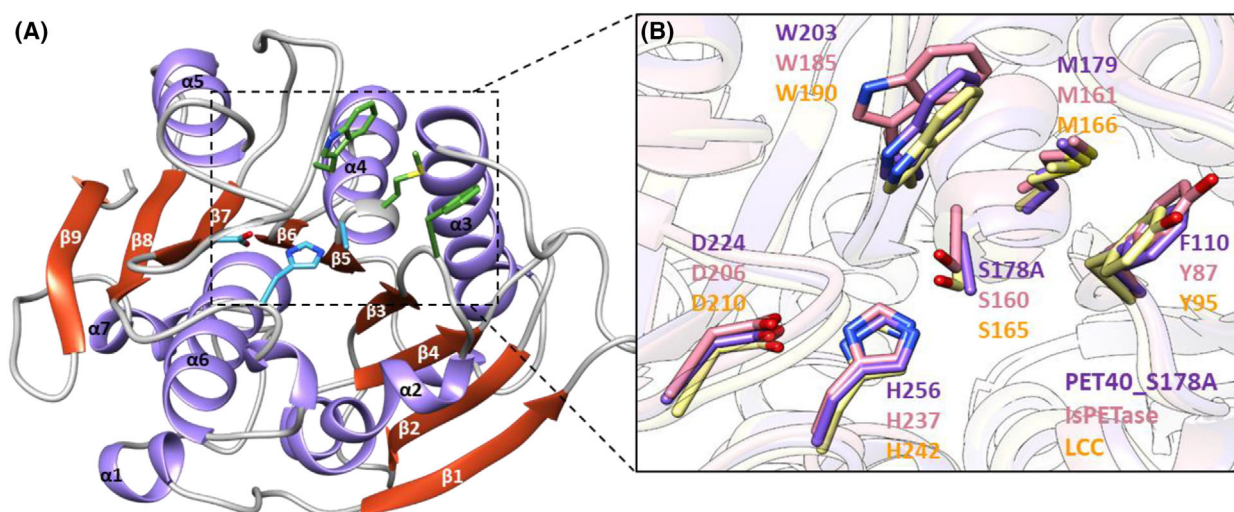 (A)
α5
α4
α3
β9
β8
β7
β6
β5
α7
α6
β3
β4
α2
β2
α1
β1
(B)
W203
W185
W190
M179
M161
M166
D224
D206
D210
S178A
S160
S165
F110
Y87
Y95
H256
H237
H242
PET40_S178A
IsPETase
LCC